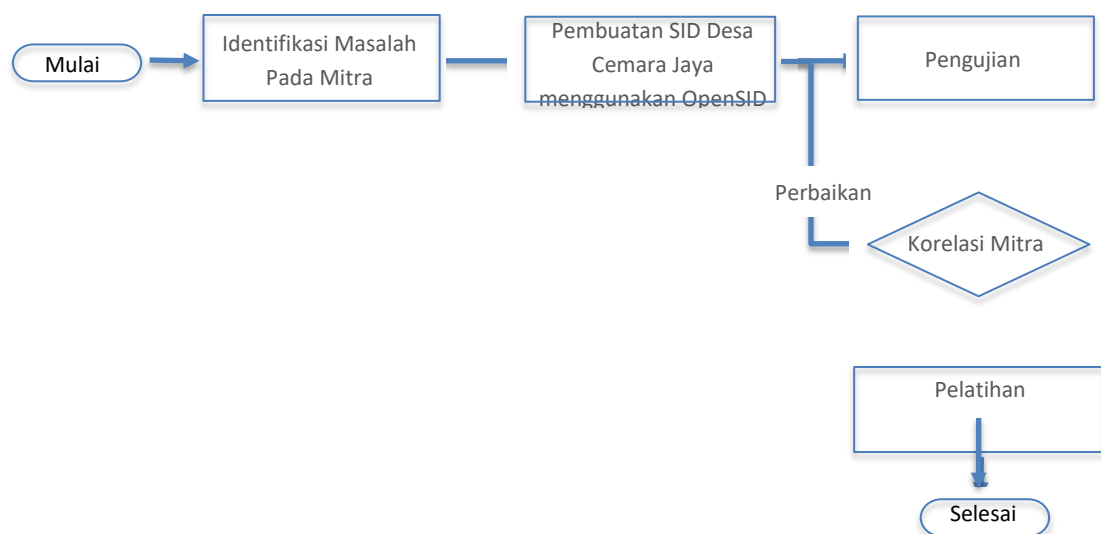 Mulai
Identifikasi Masalah
Pada Mitra
Pembuatan SID Desa
Cemara Jaya
menggunakan OpenSID
Pengujian
Perbaikan
Korelasi Mitra
Pelatihan
Selesai